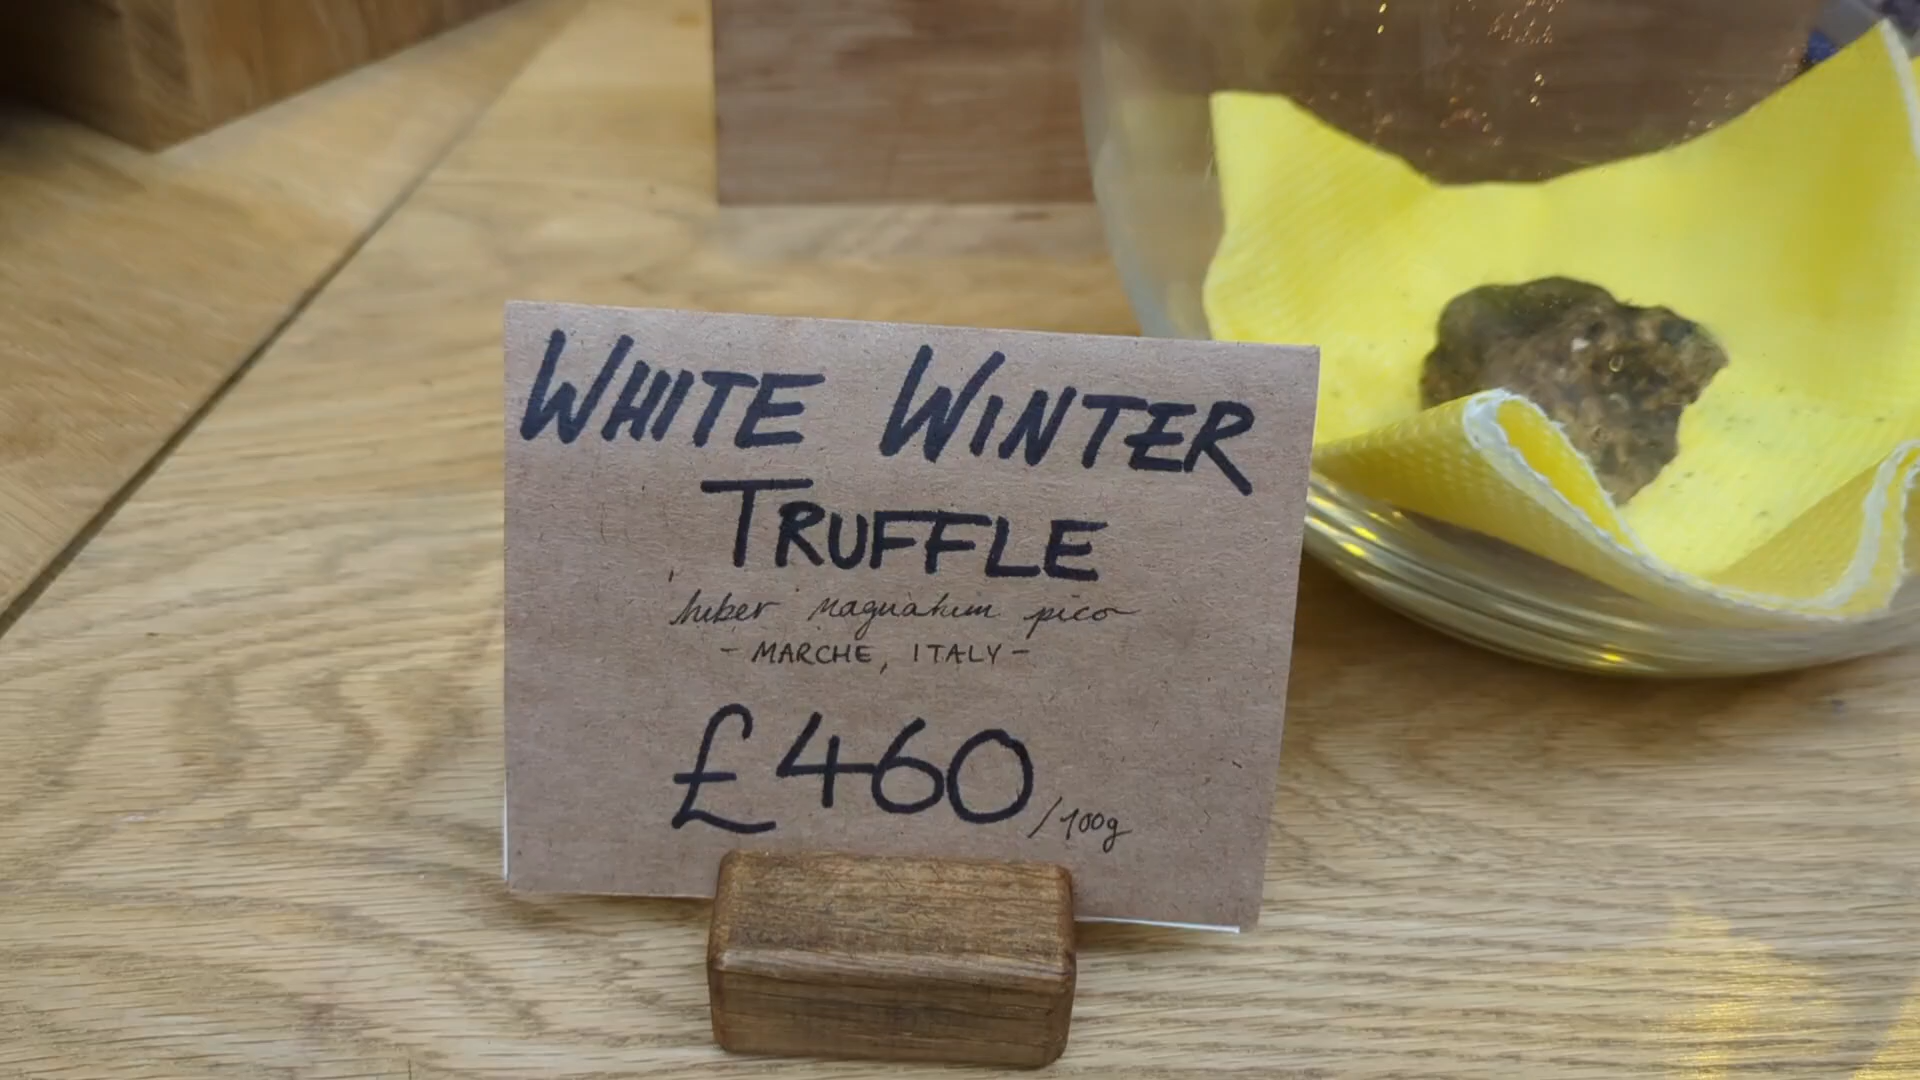 WHITE WINTER
TRUFFLE
tuber magnatum pico
- MARCHE, ITALY -
£460 /100g